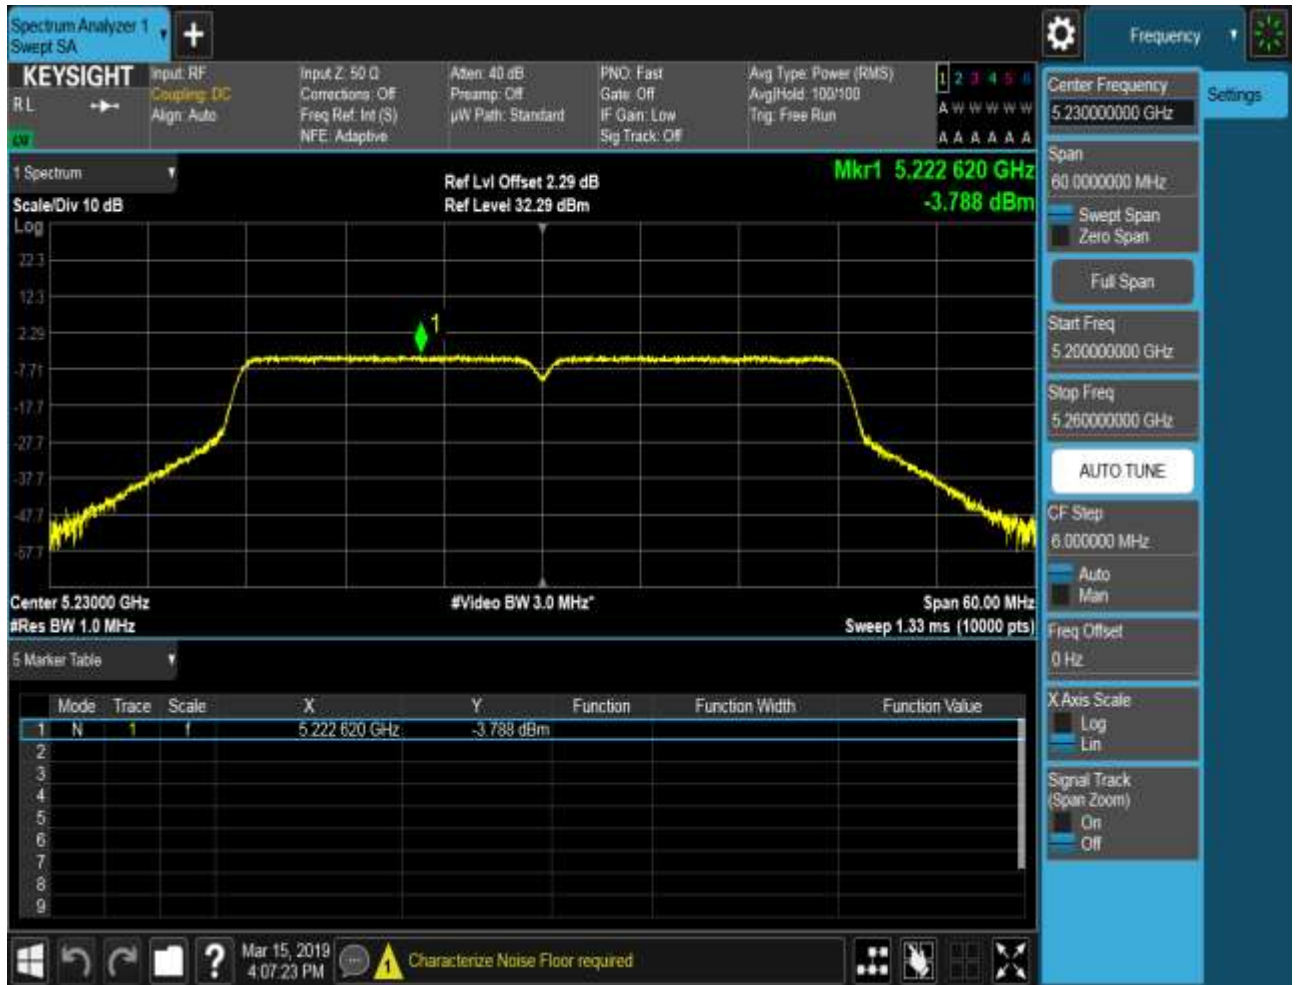 Spectrum Analyzer 1
Swept SA
+
Frequency
KEYSIGHT
RL
LXI
Input: RF
Coupling: DC
Align: Auto
Input Z: 50 Ω
Corrections: Off
Freq Ref: Int (S)
NFE: Adaptive
Atten: 40 dB
Preamp: Off
µW Path: Standard
PNO: Fast
Gate: Off
IF Gain: Low
Sig Track: Off
Avg Type: Power (RMS)
Avg|Hold: 100/100
Trig: Free Run
1 2 3 4 5 6
A W W W W W
A A A A A A
1 Spectrum
Scale/Div 10 dB
Ref Lvl Offset 2.29 dB
Ref Level 32.29 dBm
Mkr1 5.222 620 GHz
-3.788 dBm
Log
22.3
12.3
2.29
-7.71
-17.7
-27.7
-37.7
-47.7
-57.7
1
Center 5.23000 GHz
#Res BW 1.0 MHz
#Video BW 3.0 MHz*
Span 60.00 MHz
Sweep 1.33 ms (10000 pts)
5 Marker Table
Mode Trace Scale X Y Function Function Width Function Value
1 N 1 f 5.222 620 GHz -3.788 dBm
2
3
4
5
6
7
8
9
Mar 15, 2019
4:07:23 PM
?
1
Characterize Noise Floor required
Center Frequency
5.230000000 GHz
Settings
Span
60.0000000 MHz
Swept Span
Zero Span
Full Span
Start Freq
5.200000000 GHz
Stop Freq
5.260000000 GHz
AUTO TUNE
CF Step
6.000000 MHz
Auto
Man
Freq Offset
0 Hz
X Axis Scale
Log
Lin
Signal Track
(Span Zoom)
On
Off